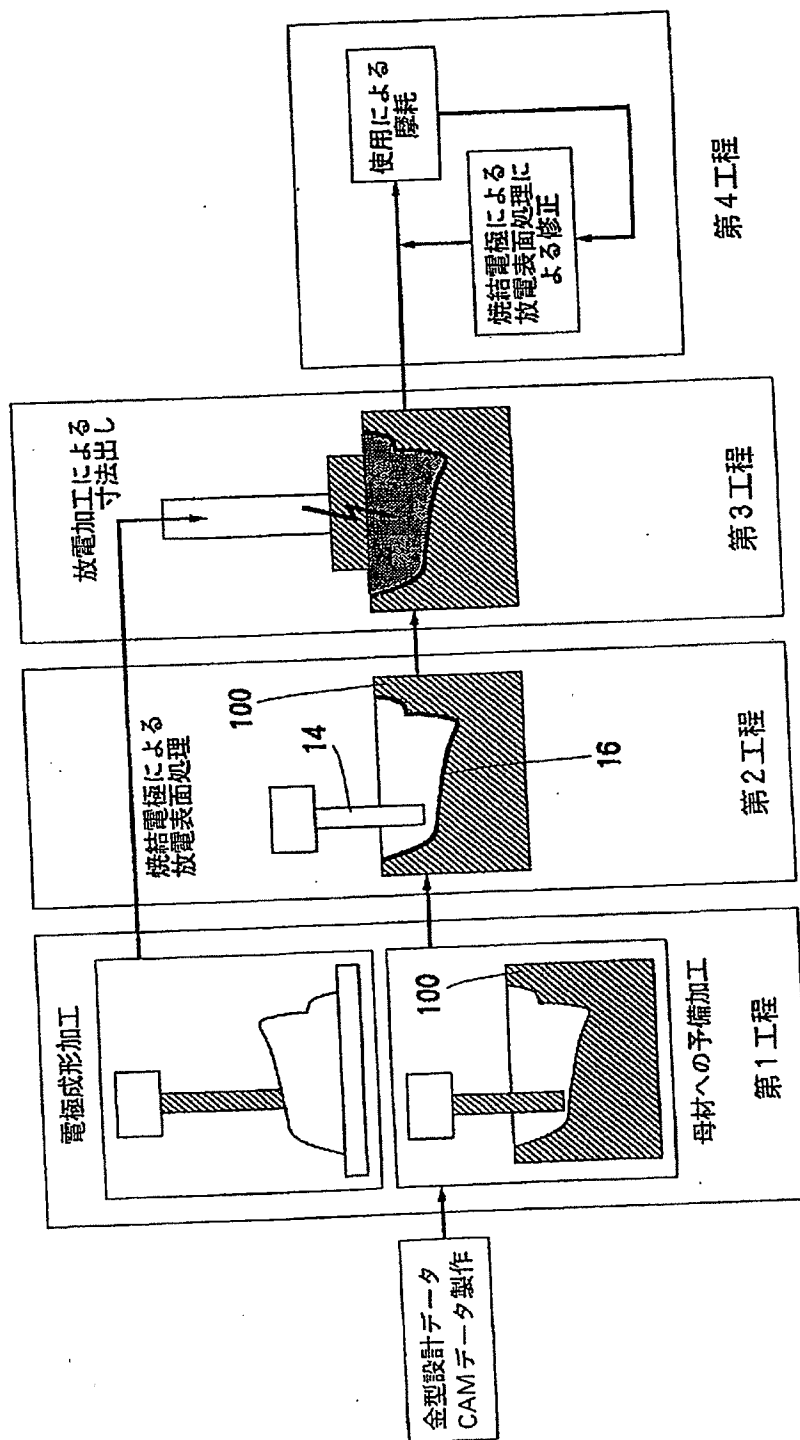 金型設計データ
CAMデータ製作
電極成形加工
100
母材への予備加工
第1工程
焼結電極による
放電表面処理
14
100
16
第2工程
放電加工による
寸法出し
第3工程
使用による
摩耗
焼結電極による
放電表面処理に
よる修正
第4工程